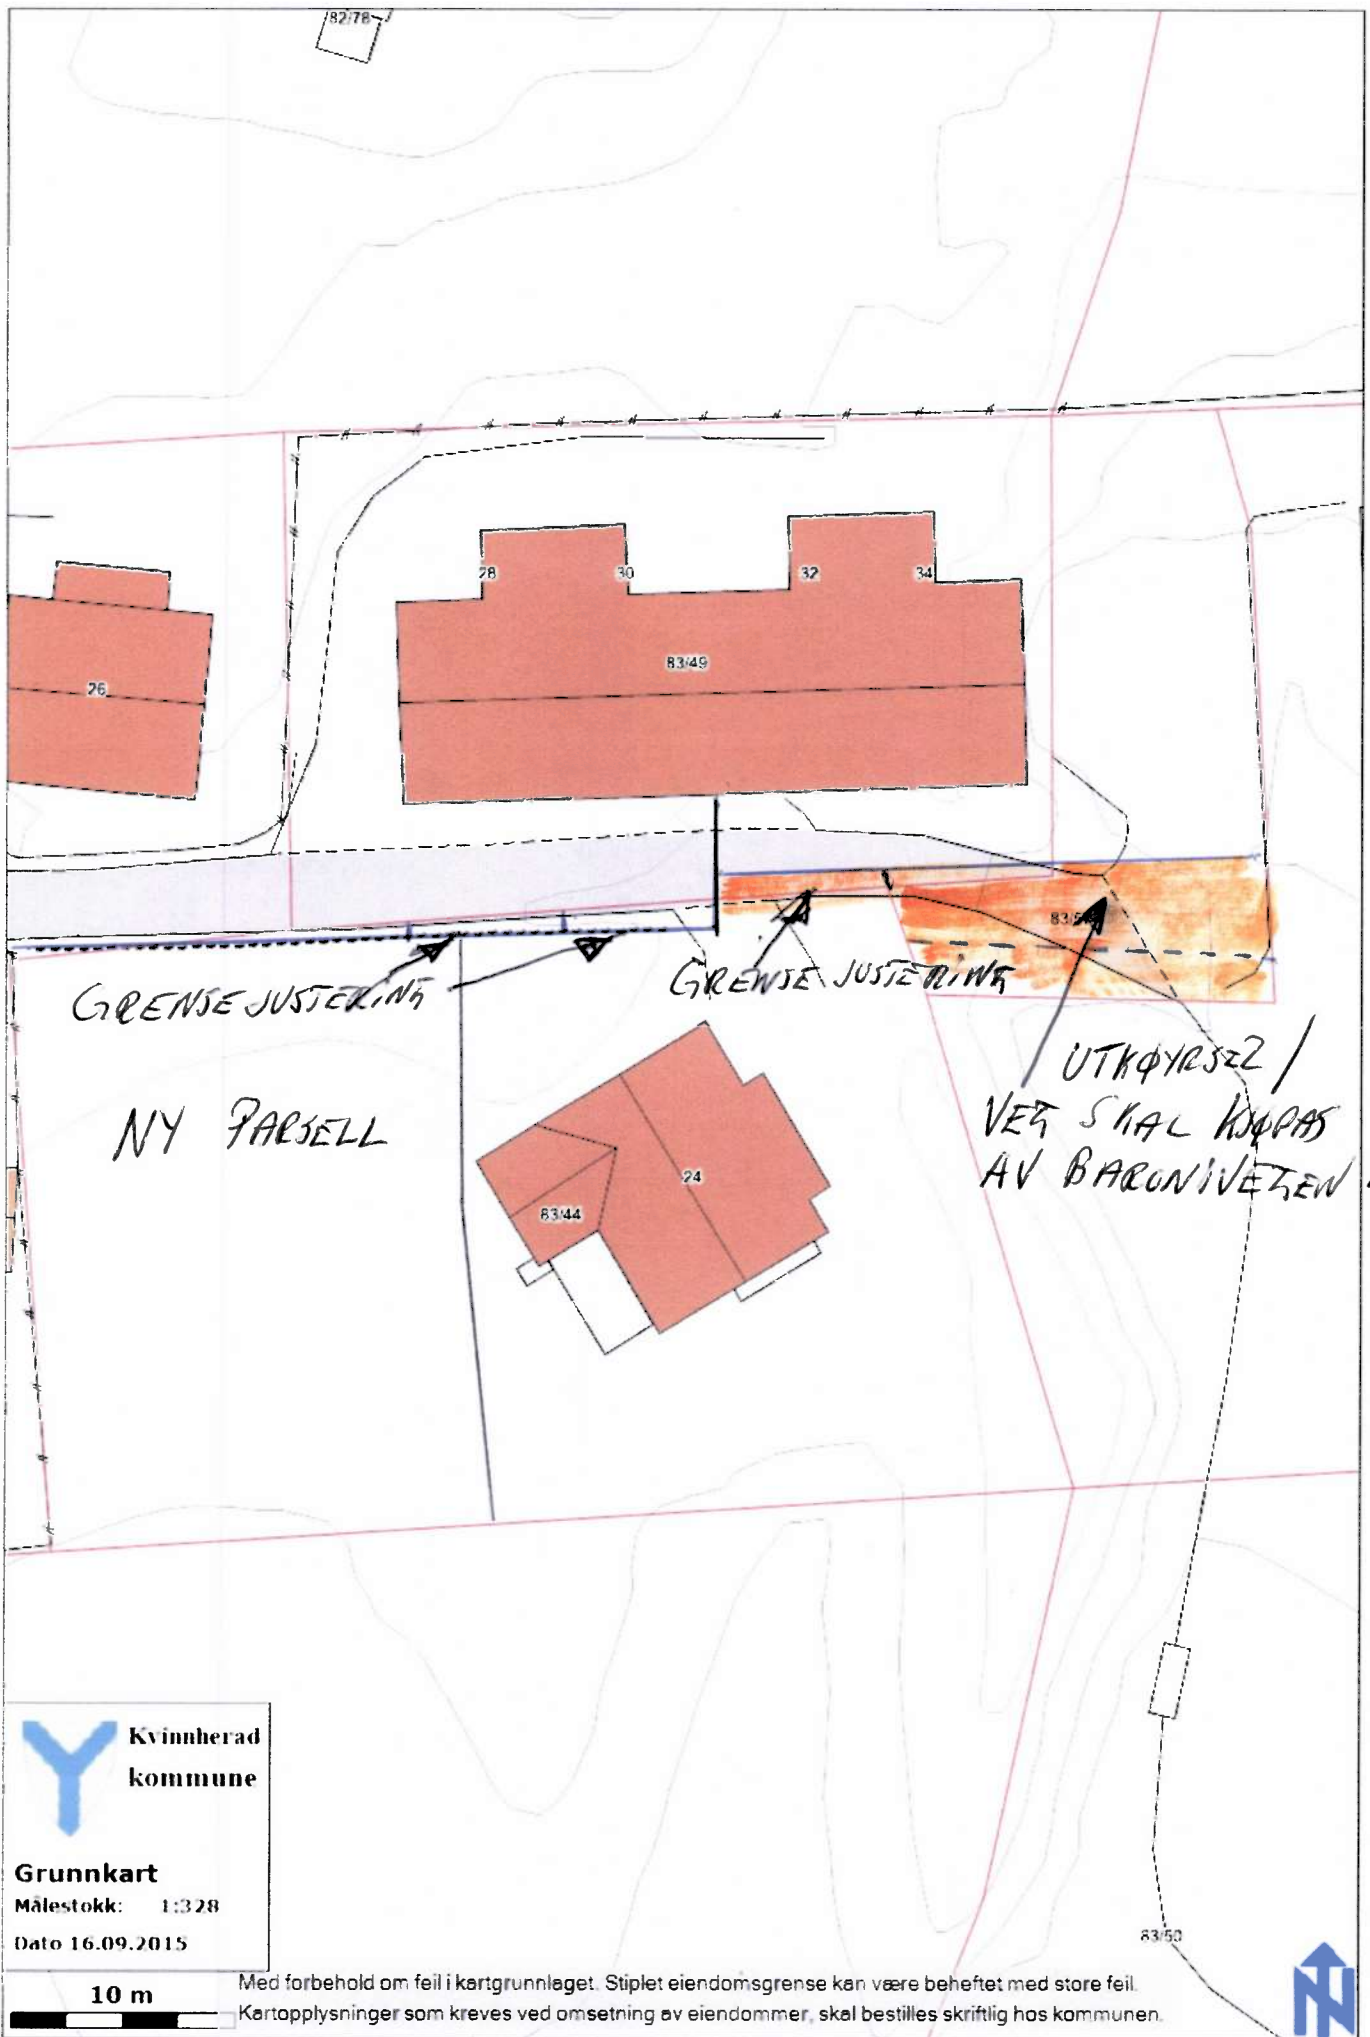 82/78
28
30
32
34
83/49
26
83/5
GRENSEJUSTERING
GRENSEJUSTERING
UTKØYRSEL /
VEG SKAL KJØPAS
AV BARONIVEGEN
NY PARSELL
24
83/44
Kvinnherad
kommune
Grunnkart
Målestokk: 1:328
Dato 16.09.2015
83/50
10 m
Med forbehold om feil i kartgrunnlaget. Stiplet eiendomsgrense kan være beheftet med store feil.
Kartopplysninger som kreves ved omsetning av eiendommer, skal bestilles skriftlig hos kommunen.
N